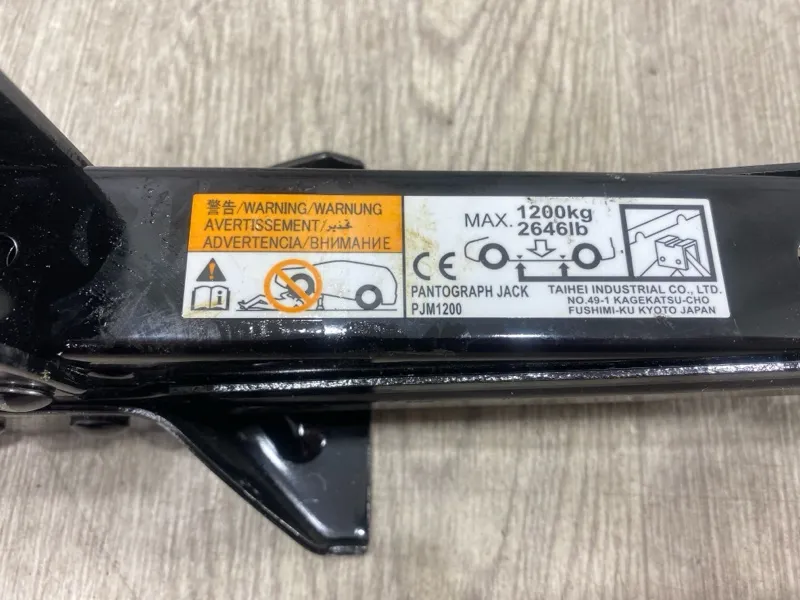 警告/WARNING/WARNUNG
AVERTISSEMENT/تحذير
ADVERTENCIA/ВНИМАНИЕ
MAX. 1200kg
2646lb
CE
PANTOGRAPH JACK
PJM1200
TAIHEI INDUSTRIAL CO., LTD.
NO.49-1 KAGEKATSU-CHO
FUSHIMI-KU KYOTO JAPAN